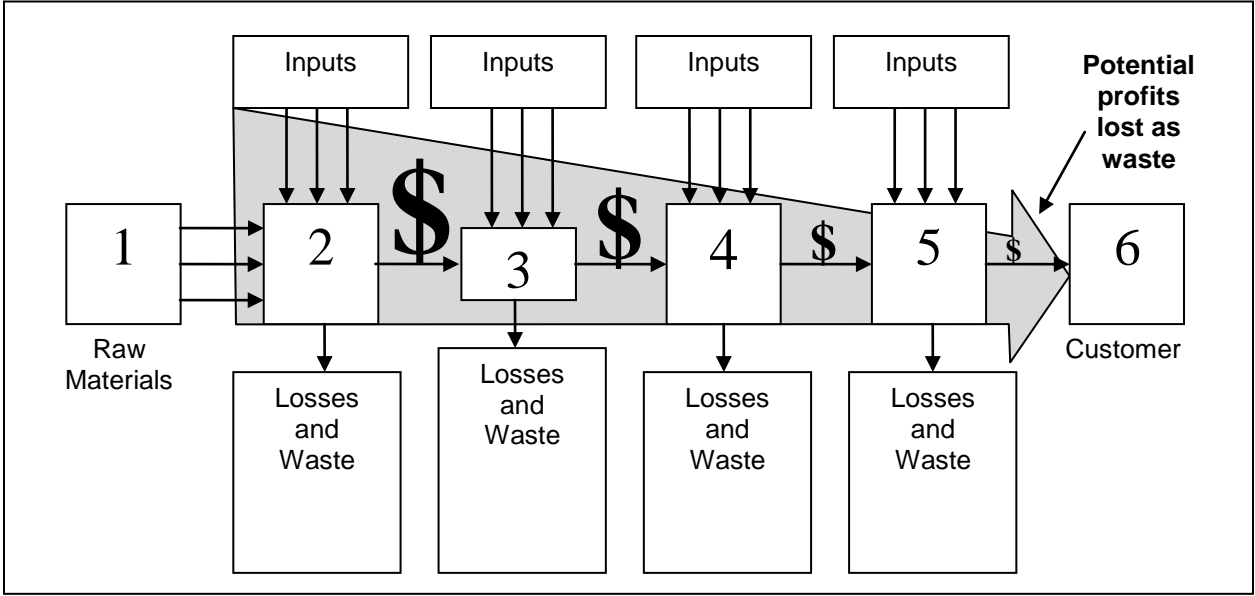 Inputs
Inputs
Inputs
Inputs
Potential
profits
lost as
waste
1
2
$
3
$
4
$
5
$
6
Raw
Materials
Customer
Losses
and
Waste
Losses
and
Waste
Losses
and
Waste
Losses
and
Waste